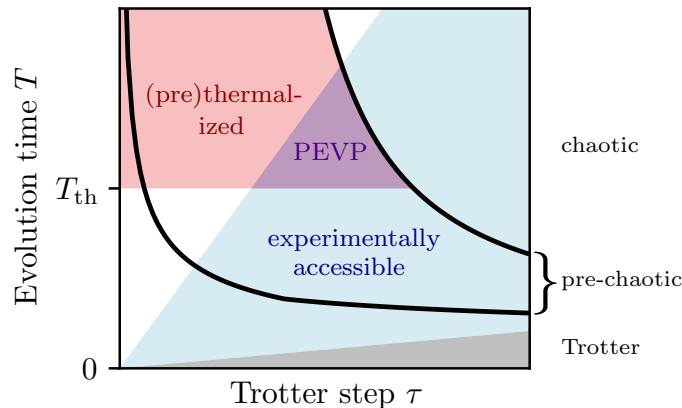 Evolution time T
T_th
0
(pre)thermal-
ized
PEVP
experimentally
accessible
chaotic
pre-chaotic
Trotter
Trotter step τ